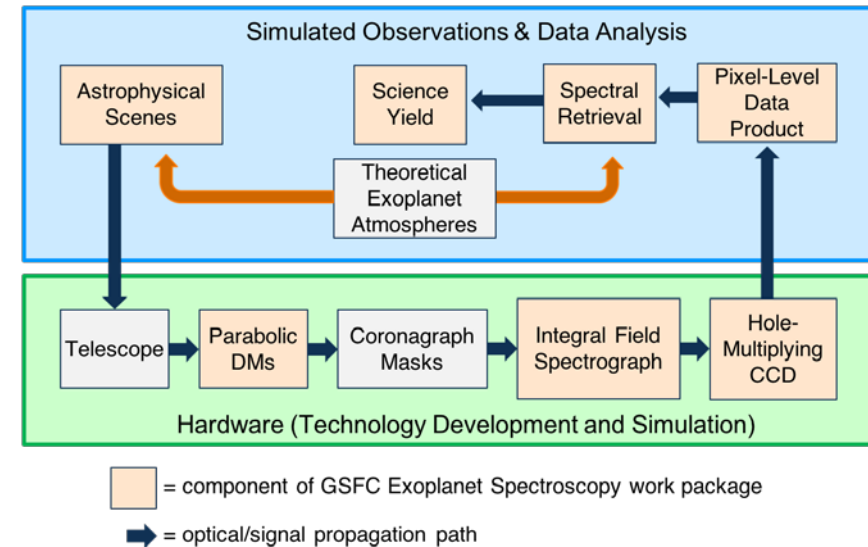 Simulated Observations & Data Analysis
Astrophysical
Scenes
Science
Yield
Spectral
Retrieval
Pixel-Level
Data
Product
Theoretical
Exoplanet
Atmospheres
Telescope
Parabolic
DMs
Coronagraph
Masks
Integral Field
Spectrograph
Hole-
Multiplying
CCD
Hardware (Technology Development and Simulation)
= component of GSFC Exoplanet Spectroscopy work package
= optical/signal propagation path